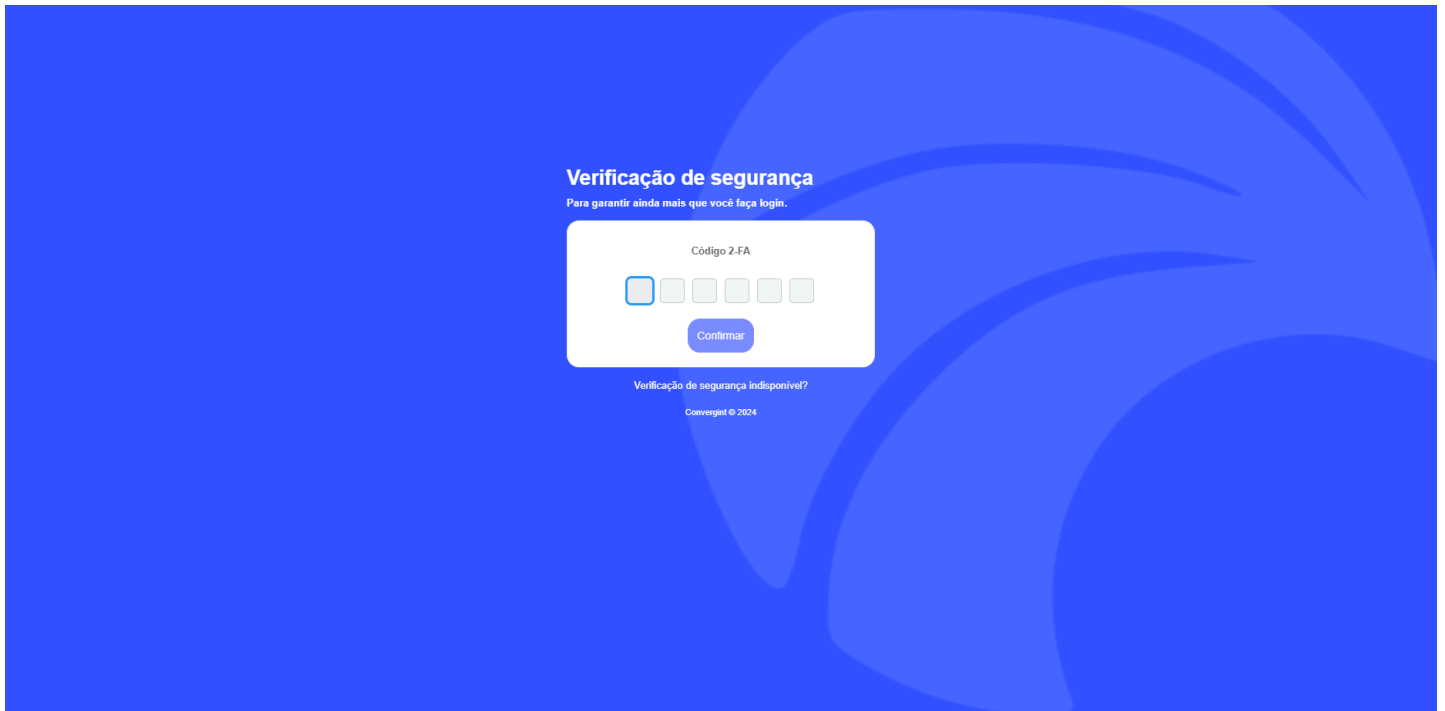 Verificação de segurança
Para garantir ainda mais que você faça login.
Código 2-FA
Confirmar
Verificação de segurança indisponível?
Convergint © 2024